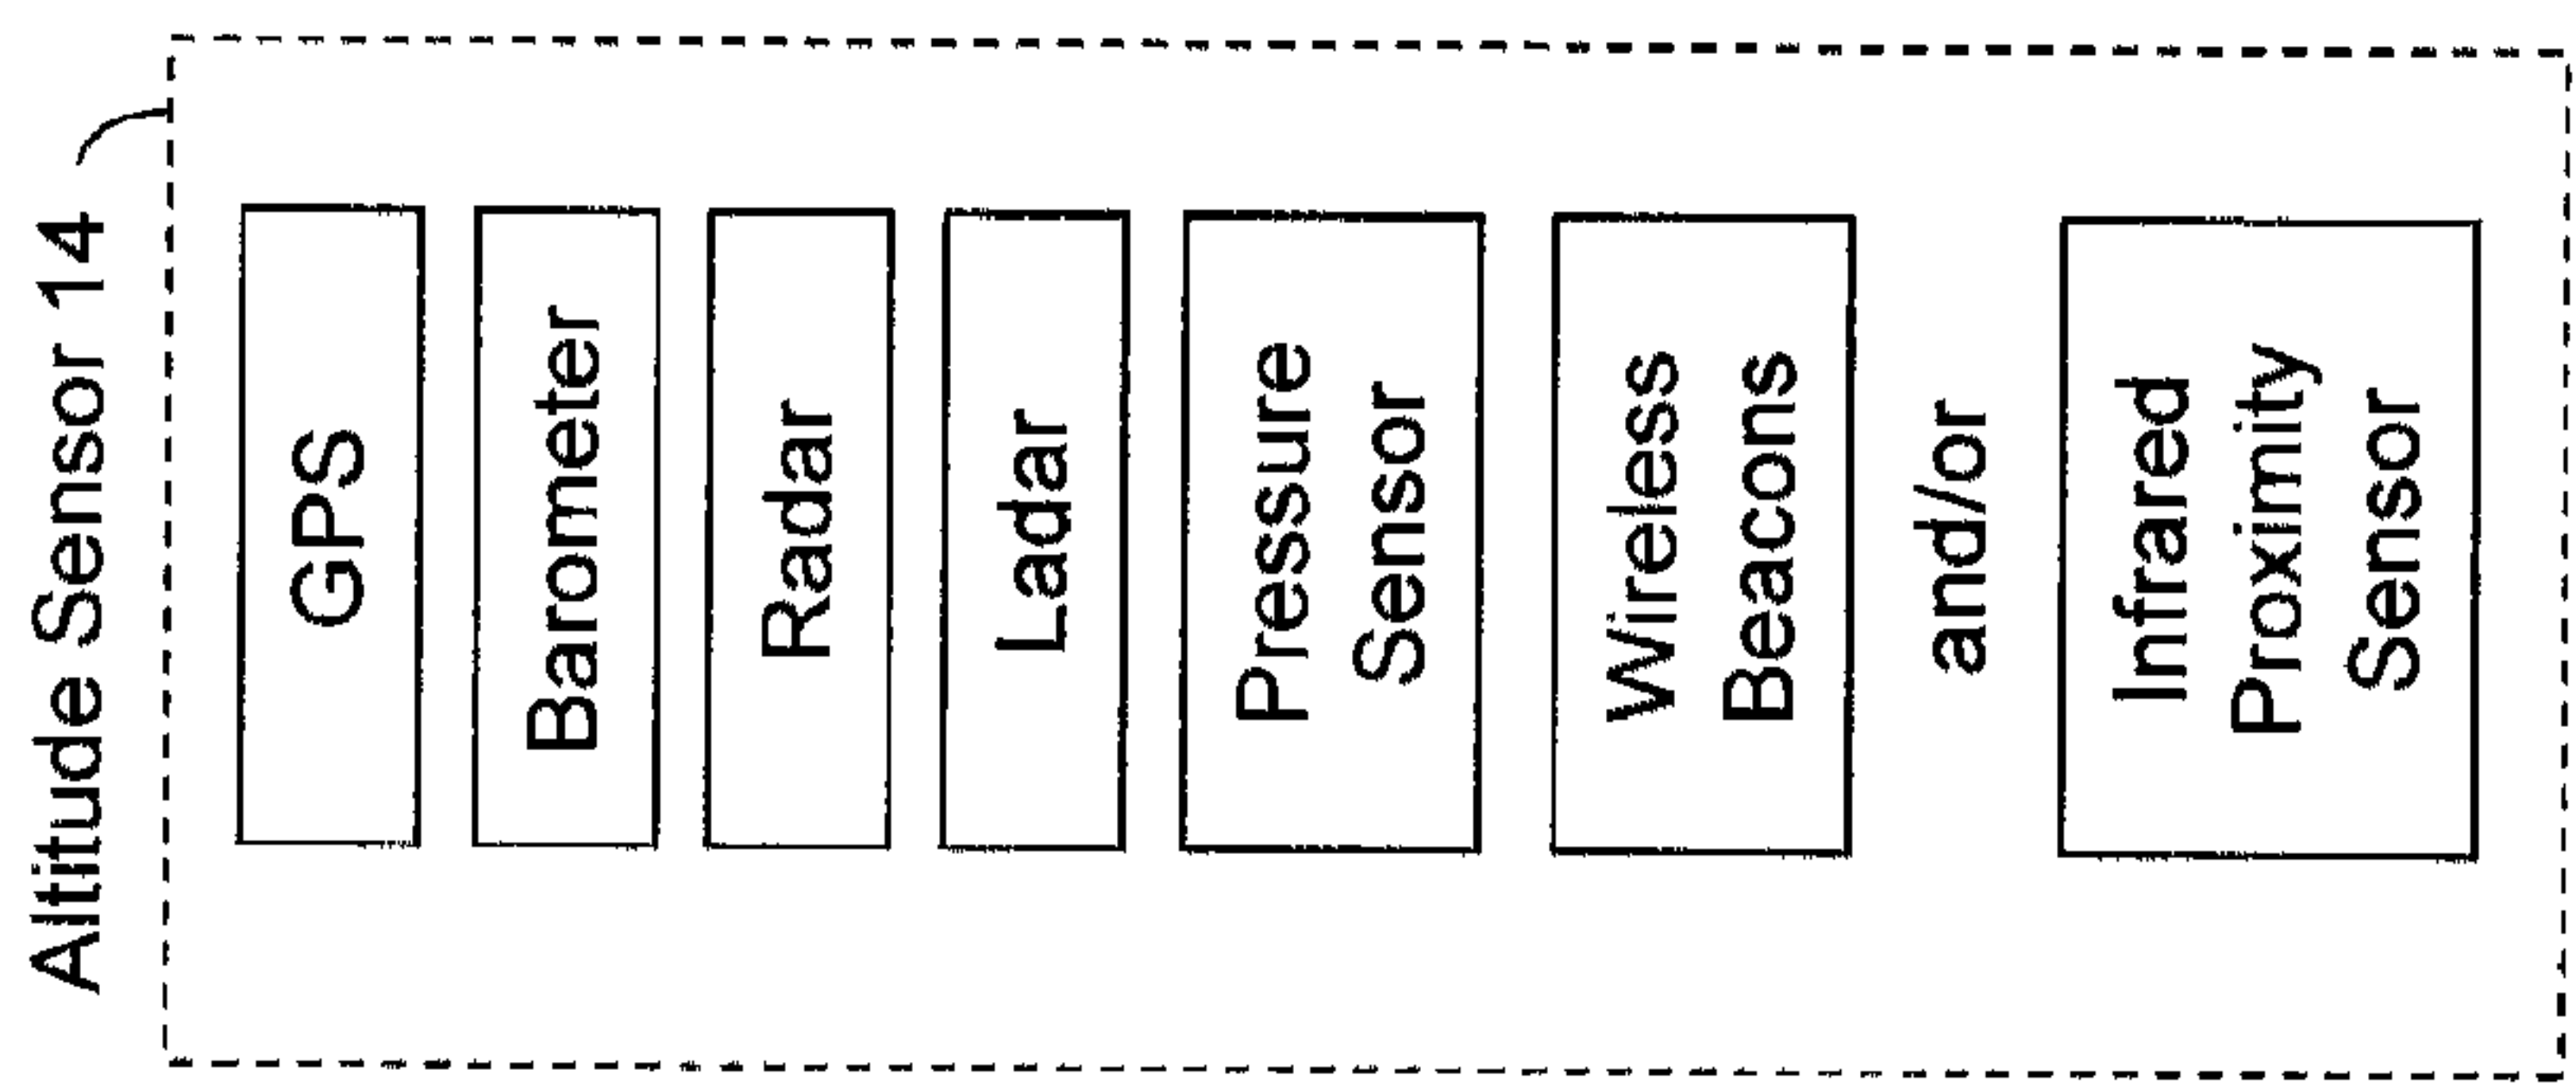 Altitude Sensor 14
GPS
Barometer
Radar
Ladar
Pressure
Sensor
Wireless
Beacons
and/or
Infrared
Proximity
Sensor